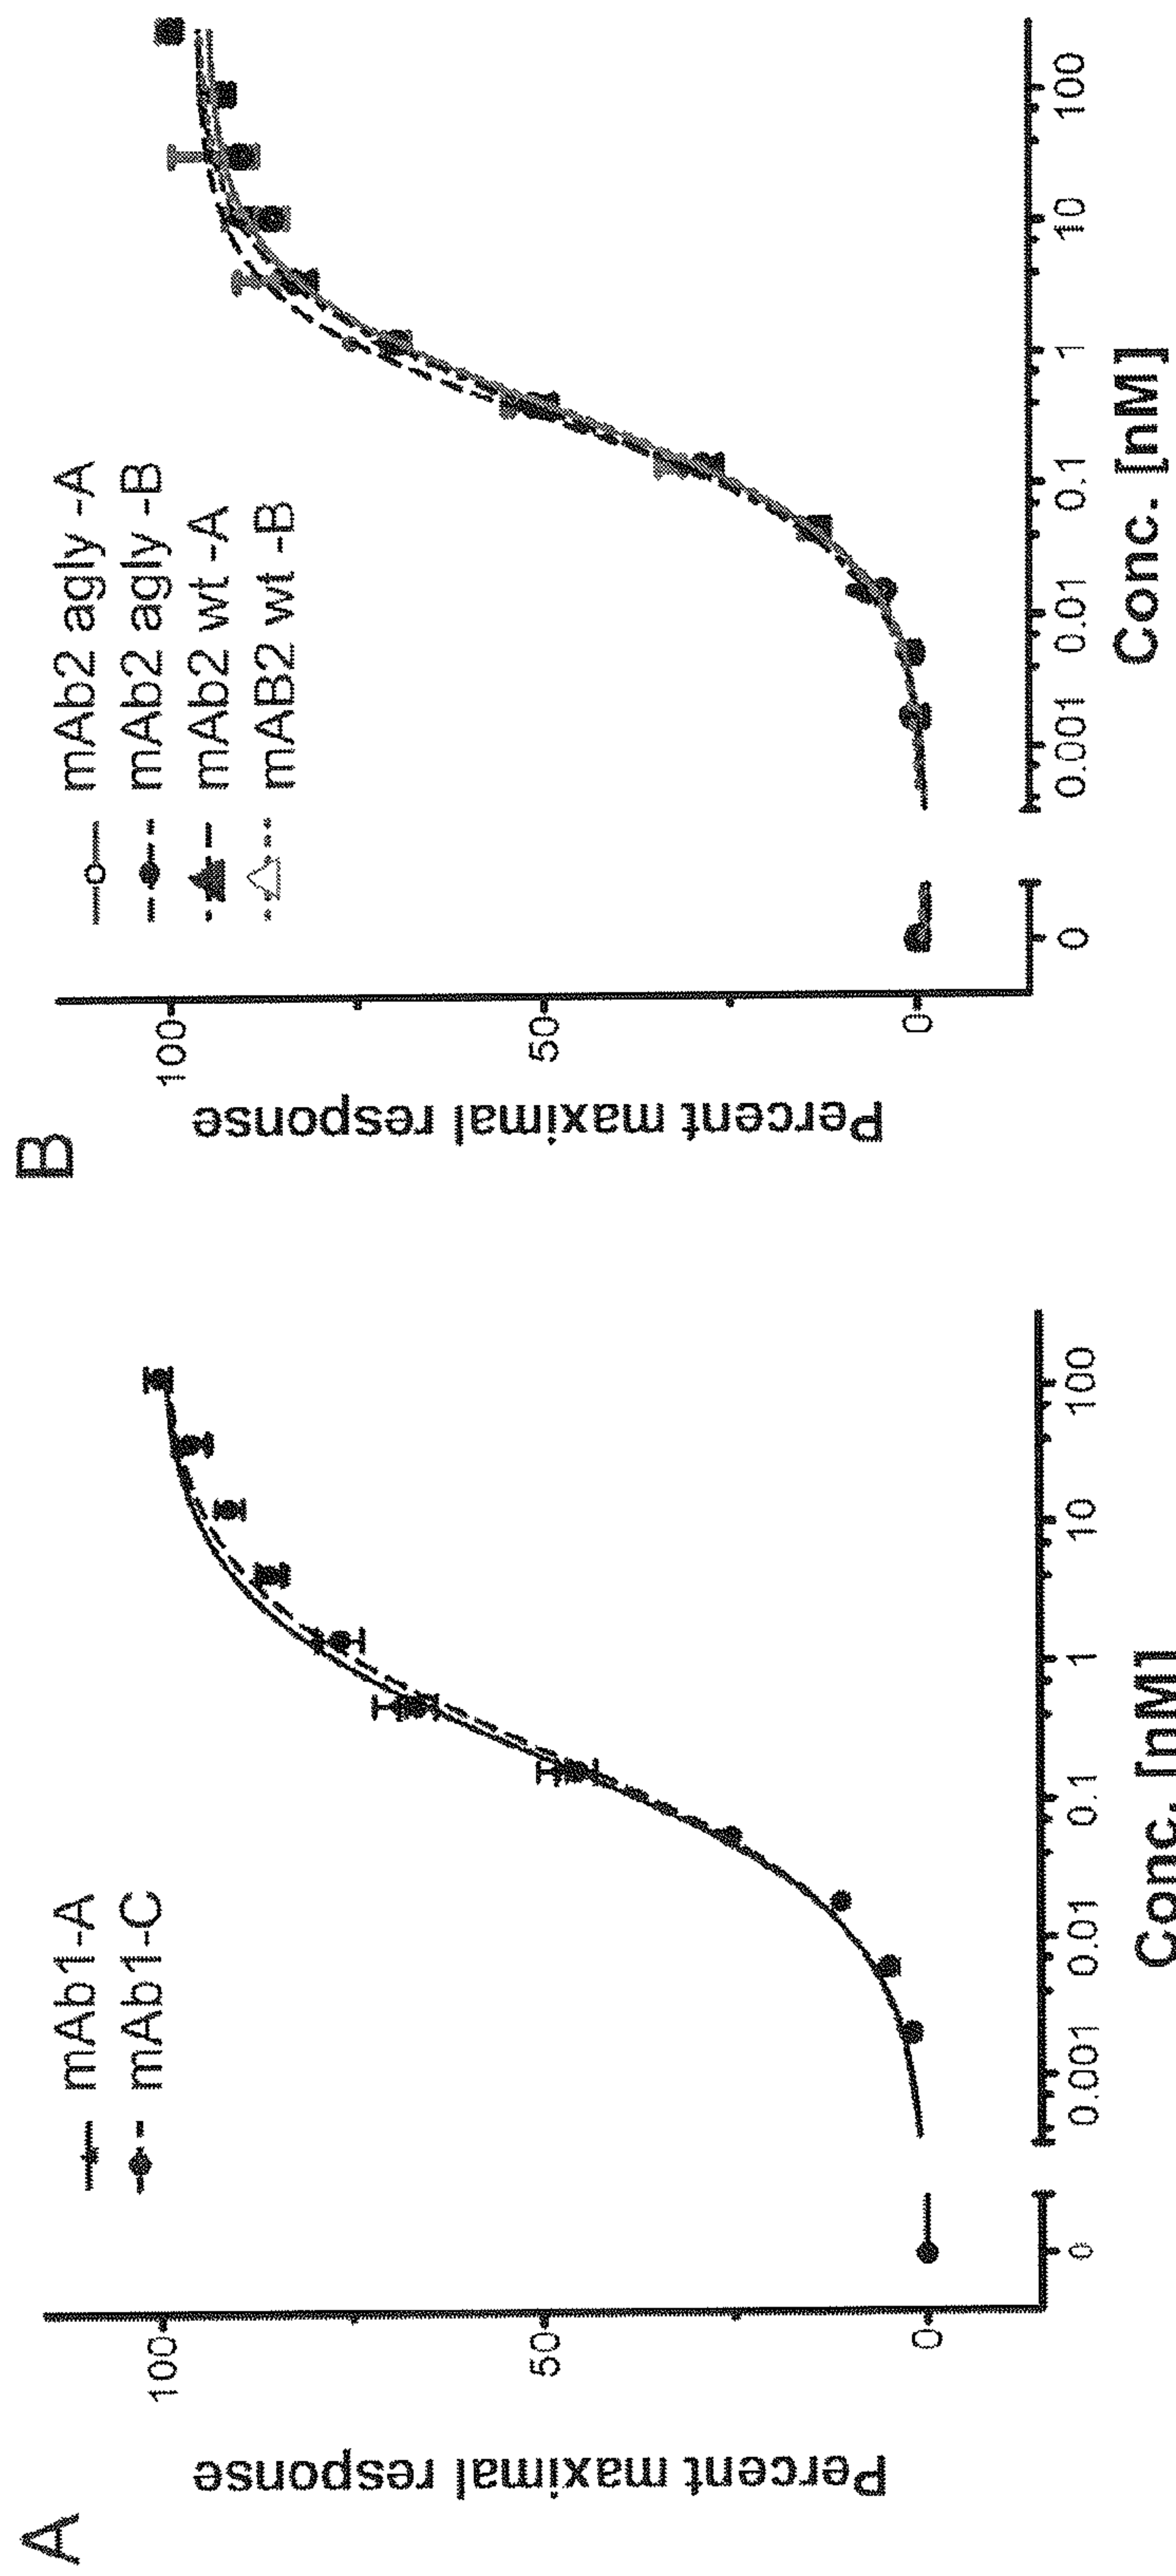 A
mAb1-A
mAb1-C
Percent maximal response
100
50
0
0
0.001
0.01
0.1
1
10
100
Conc. [nM]
B
mAb2 agly -A
mAb2 agly -B
mAb2 wt -A
mAB2 wt -B
Percent maximal response
100
50
0
0
0.001
0.01
0.1
1
10
100
Conc. [nM]